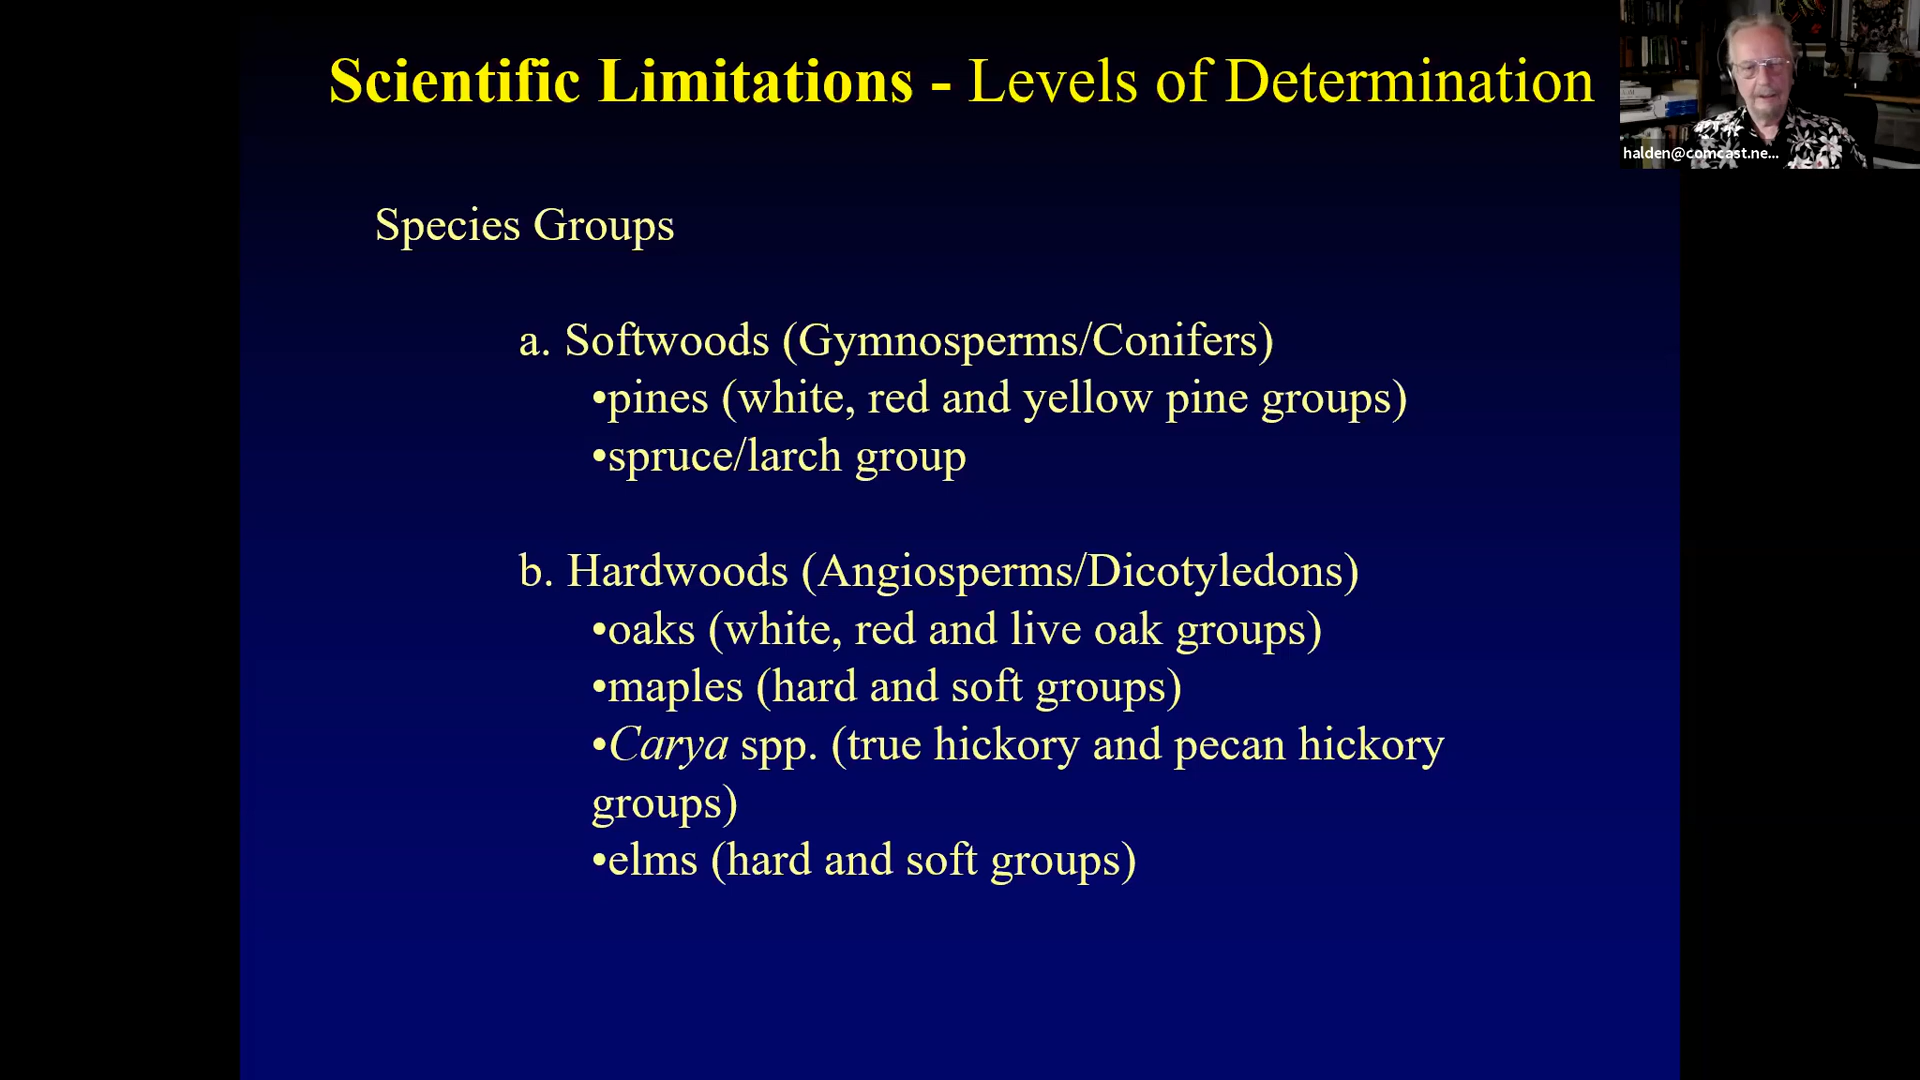 Scientific Limitations - Levels of Determination
halden@comcast.ne...
Species Groups
a. Softwoods (Gymnosperms/Conifers)
•pines (white, red and yellow pine groups)
•spruce/larch group
b. Hardwoods (Angiosperms/Dicotyledons)
•oaks (white, red and live oak groups)
•maples (hard and soft groups)
•Carya spp. (true hickory and pecan hickory
groups)
•elms (hard and soft groups)